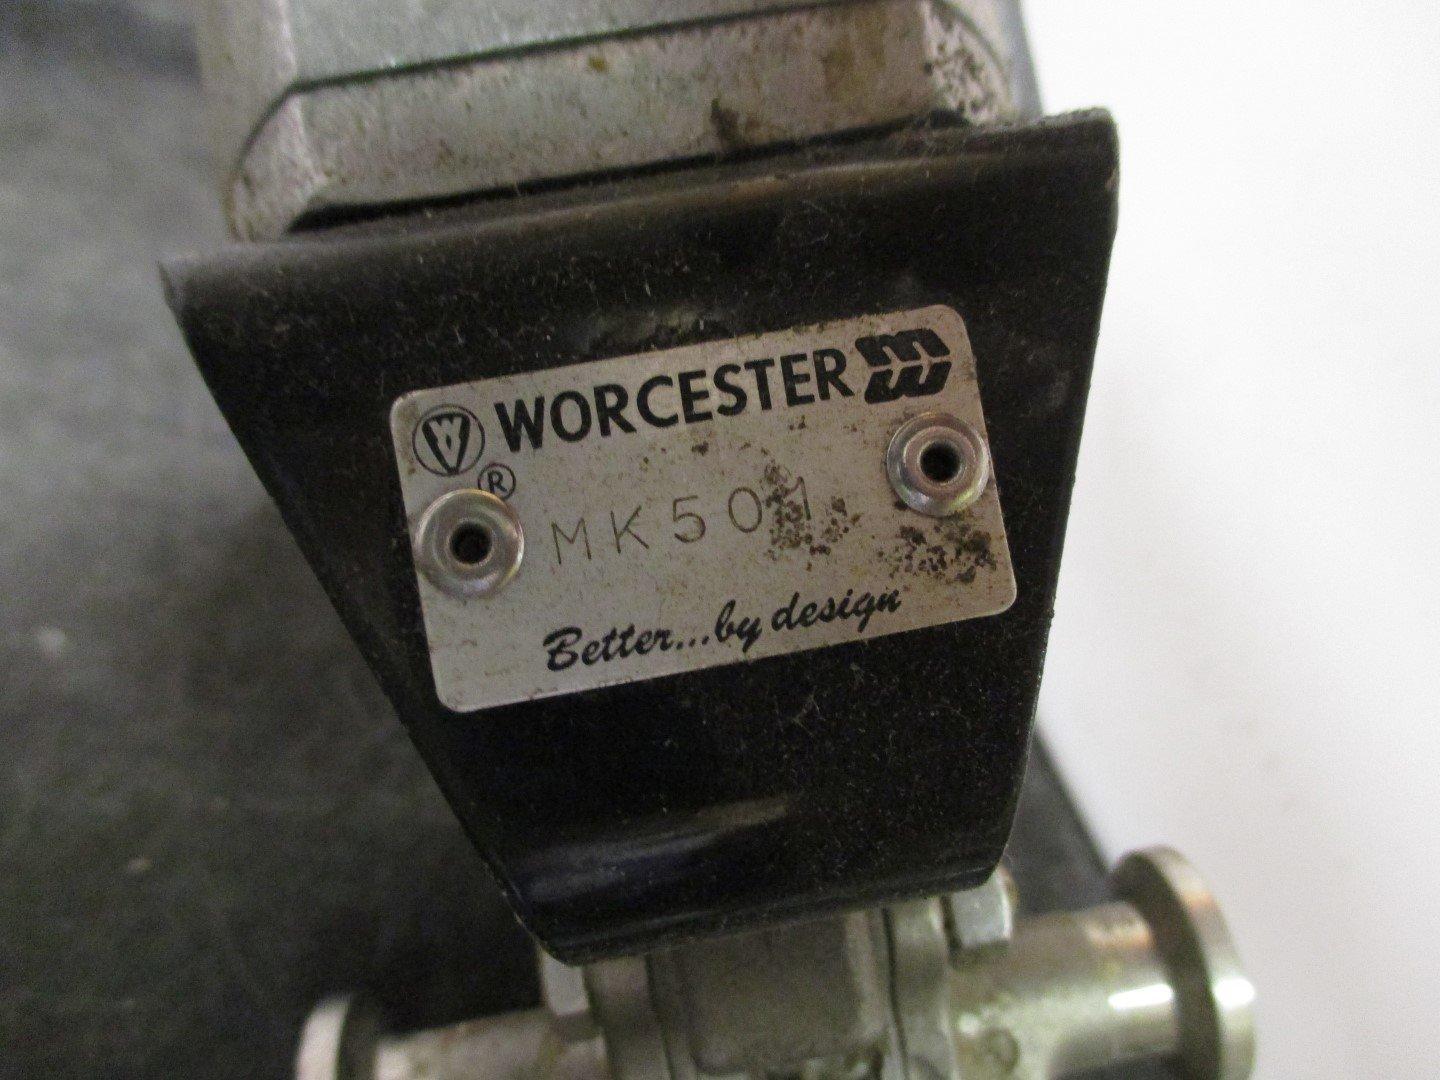 WORCESTER
®
MK501
Better...by design